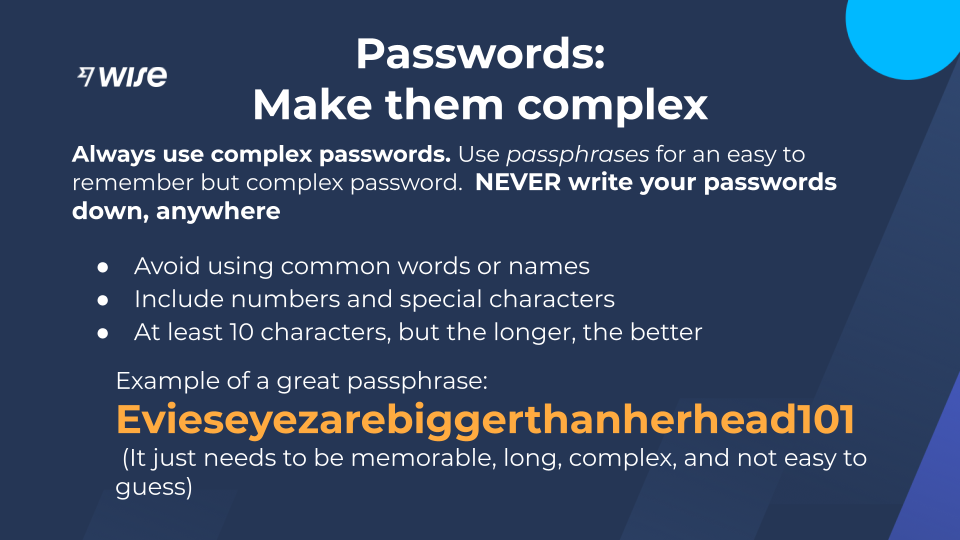 Passwords:
Make them complex
wise
Always use complex passwords. Use passphrases for an easy to
remember but complex password.  NEVER write your passwords
down, anywhere
● Avoid using common words or names
● Include numbers and special characters
● At least 10 characters, but the longer, the better
Example of a great passphrase:
Evieseyezarebiggerthanherhead101
(It just needs to be memorable, long, complex, and not easy to
guess)